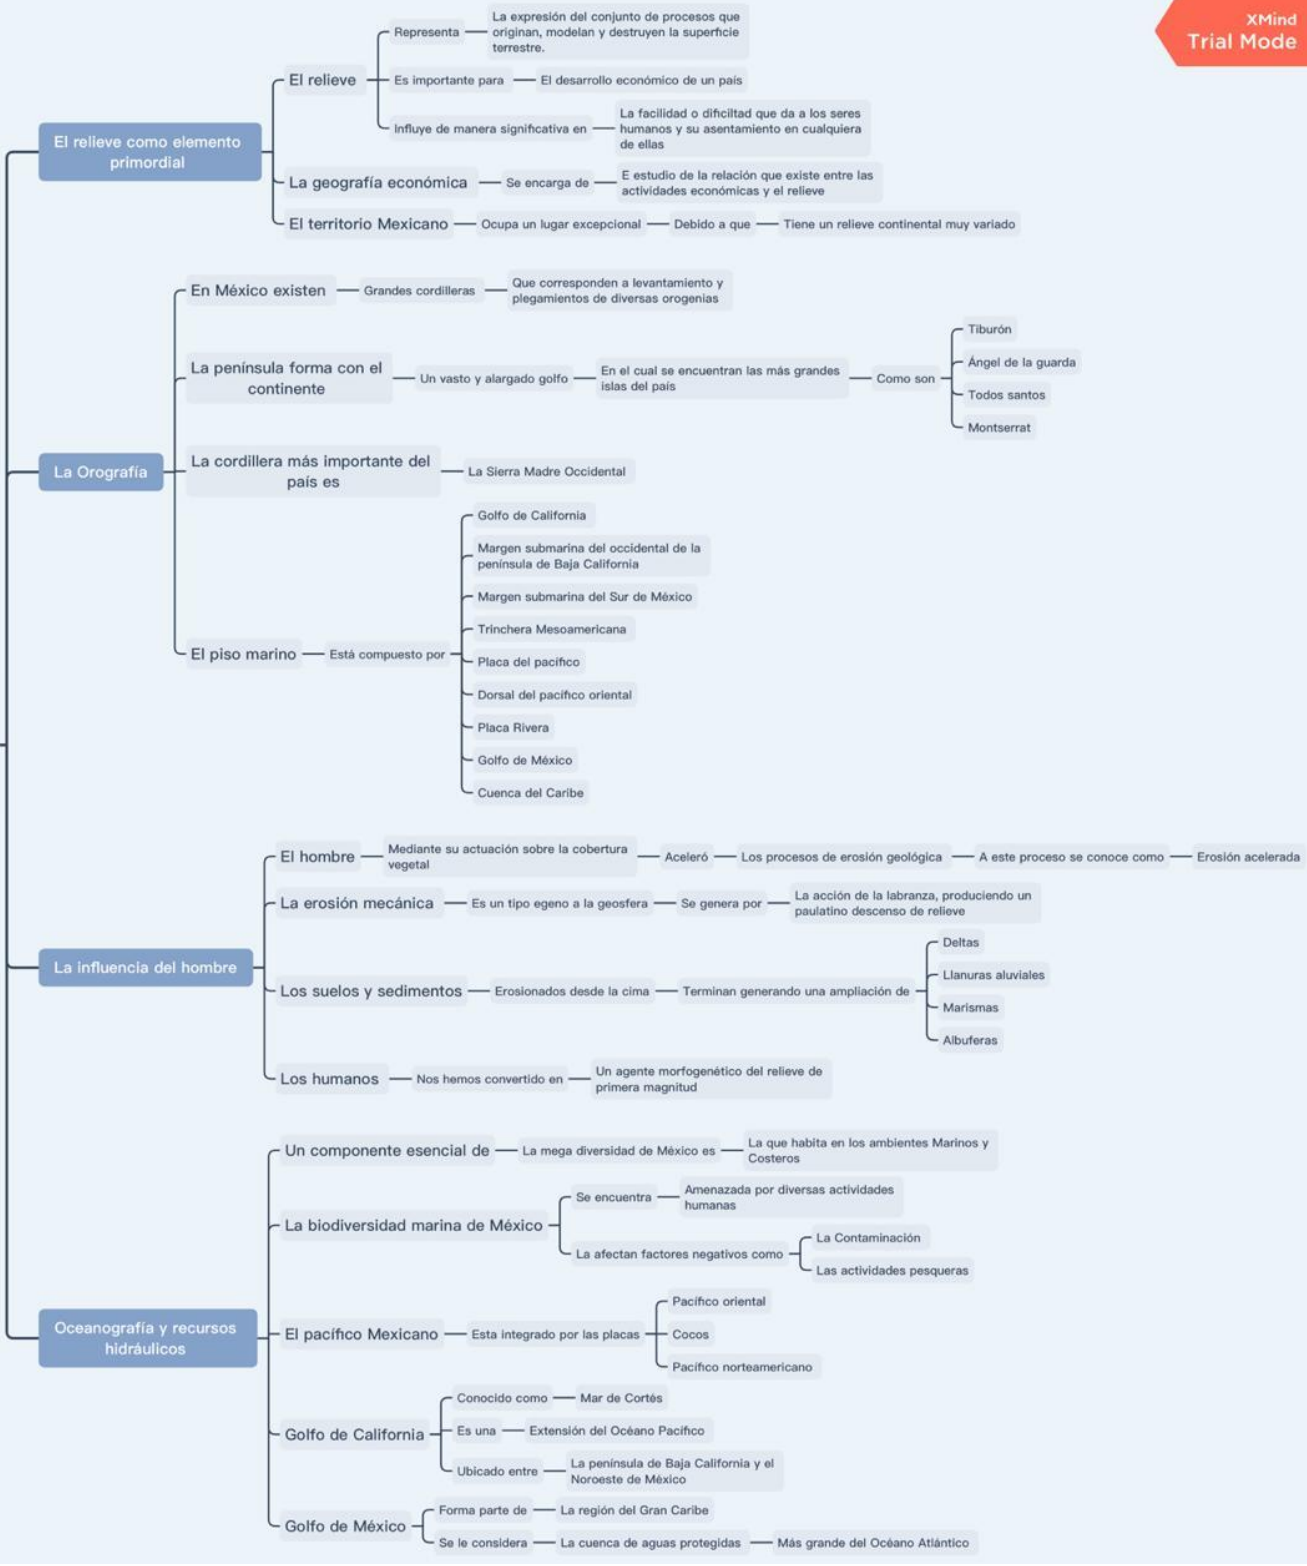 XMind
Trial Mode
El relieve como elemento
primordial
El relieve
Representa
La expresión del conjunto de procesos que
originan, modelan y destruyen la superficie
terrestre.
Es importante para
El desarrollo económico de un país
Influye de manera significativa en
La facilidad o dificiltad que da a los seres
humanos y su asentamiento en cualquiera
de ellas
La geografía económica
Se encarga de
E estudio de la relación que existe entre las
actividades económicas y el relieve
El territorio Mexicano
Ocupa un lugar excepcional
Debido a que
Tiene un relieve continental muy variado
La Orografía
En México existen
Grandes cordilleras
Que corresponden a levantamiento y
plegamientos de diversas orogenias
La península forma con el
continente
Un vasto y alargado golfo
En el cual se encuentran las más grandes
islas del país
Como son
Tiburón
Ángel de la guarda
Todos santos
Montserrat
La cordillera más importante del
país es
La Sierra Madre Occidental
El piso marino
Está compuesto por
Golfo de California
Margen submarina del occidental de la
península de Baja California
Margen submarina del Sur de México
Trinchera Mesoamericana
Placa del pacífico
Dorsal del pacífico oriental
Placa Rivera
Golfo de México
Cuenca del Caribe
La influencia del hombre
El hombre
Mediante su actuación sobre la cobertura
vegetal
Aceleró
Los procesos de erosión geológica
A este proceso se conoce como
Erosión acelerada
La erosión mecánica
Es un tipo egeno a la geosfera
Se genera por
La acción de la labranza, produciendo un
paulatino descenso de relieve
Los suelos y sedimentos
Erosionados desde la cima
Terminan generando una ampliación de
Deltas
Llanuras aluviales
Marismas
Albuferas
Los humanos
Nos hemos convertido en
Un agente morfogenético del relieve de
primera magnitud
Oceanografía y recursos
hidráulicos
Un componente esencial de
La mega diversidad de México es
La que habita en los ambientes Marinos y
Costeros
La biodiversidad marina de México
Se encuentra
Amenazada por diversas actividades
humanas
La afectan factores negativos como
La Contaminación
Las actividades pesqueras
El pacífico Mexicano
Esta integrado por las placas
Pacífico oriental
Cocos
Pacífico norteamericano
Golfo de California
Conocido como
Mar de Cortés
Es una
Extensión del Océano Pacífico
Ubicado entre
La península de Baja California y el
Noroeste de México
Golfo de México
Forma parte de
La región del Gran Caribe
Se le considera
La cuenca de aguas protegidas
Más grande del Océano Atlántico